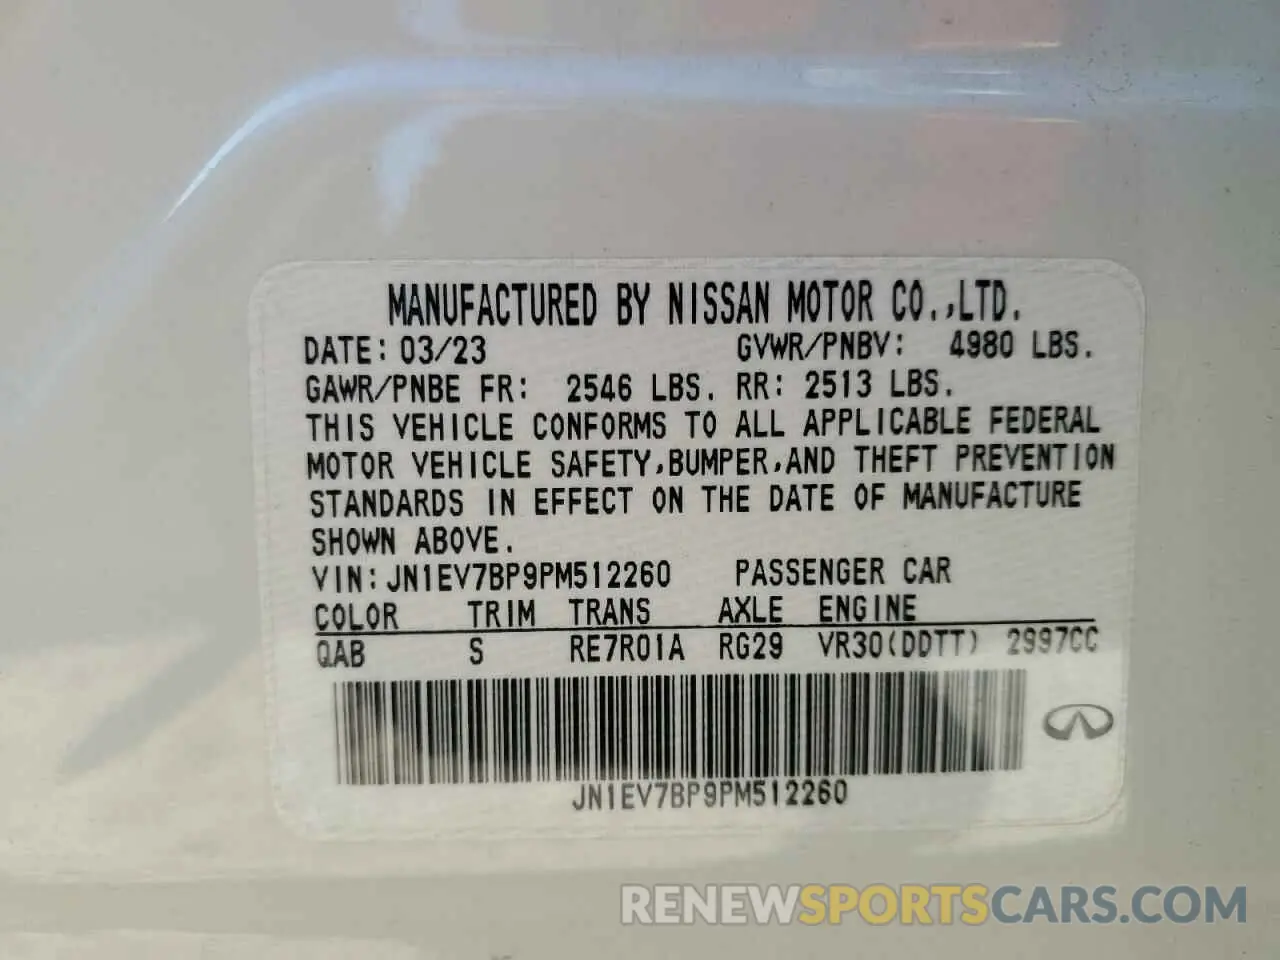 MANUFACTURED BY NISSAN MOTOR CO.,LTD.
DATE: 03/23 GVWR/PNBV: 4980 LBS.
GAWR/PNBE FR: 2546 LBS. RR: 2513 LBS.
THIS VEHICLE CONFORMS TO ALL APPLICABLE FEDERAL
MOTOR VEHICLE SAFETY,BUMPER,AND THEFT PREVENTION
STANDARDS IN EFFECT ON THE DATE OF MANUFACTURE
SHOWN ABOVE.
VIN:JN1EV7BP9PM512260 PASSENGER CAR
COLOR TRIM TRANS AXLE ENGINE
QAB S RE7R01A RG29 VR30(DDTT) 2997CC
JN1EV7BP9PM512260
RENEWSPORTSCARS.COM